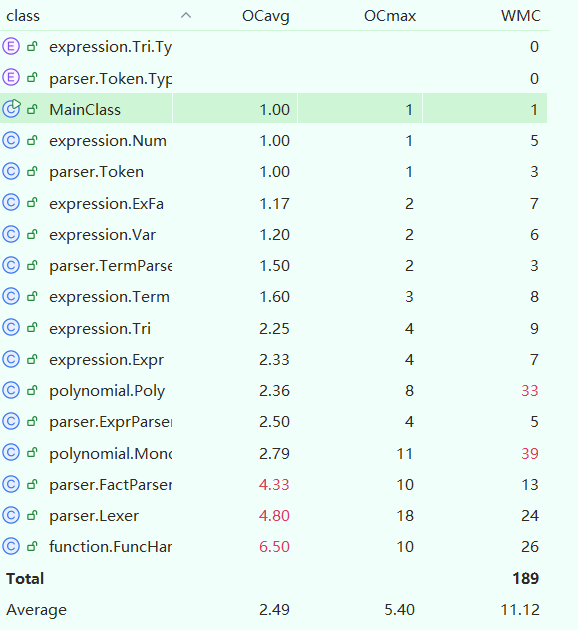 class OCavg OCmax WMC
E expression.Tri.Ty 0
E parser.Token.Typ 0
C MainClass 1.00 1 1
C expression.Num 1.00 1 5
C parser.Token 1.00 1 3
C expression.ExFa 1.17 2 7
C expression.Var 1.20 2 6
C parser.TermParse 1.50 2 3
C expression.Term 1.60 3 8
C expression.Tri 2.25 4 9
C expression.Expr 2.33 4 7
C polynomial.Poly 2.36 8 33
C parser.ExprParser 2.50 4 5
C polynomial.Mono 2.79 11 39
C parser.FactParser 4.33 10 13
C parser.Lexer 4.80 18 24
C function.FuncHar 6.50 10 26
Total 189
Average 2.49 5.40 11.12